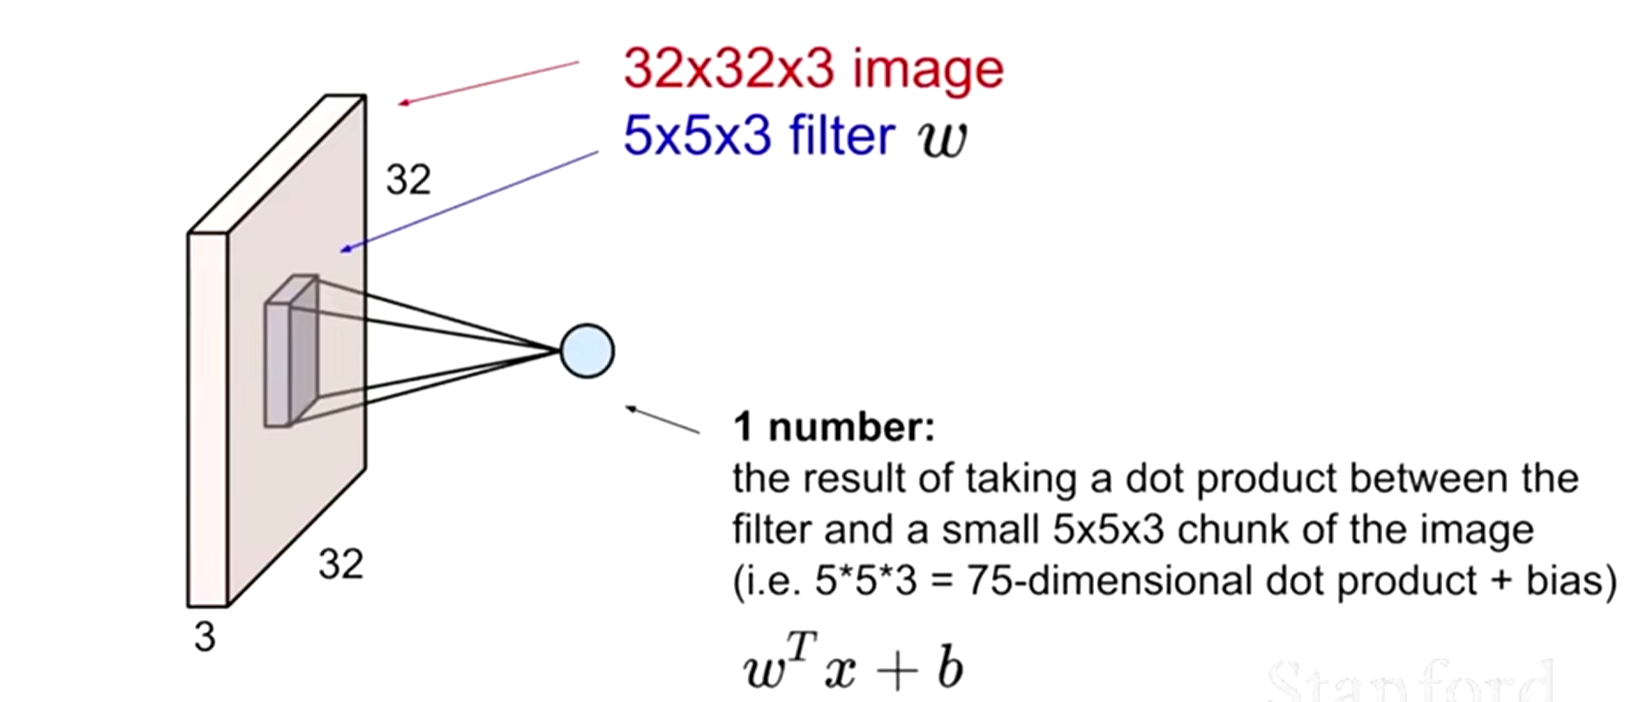 32x32x3 image
5x5x3 filter w
32
32
3
1 number:
the result of taking a dot product between the
filter and a small 5x5x3 chunk of the image
(i.e. 5*5*3 = 75-dimensional dot product + bias)
w^T x + b
Stanford